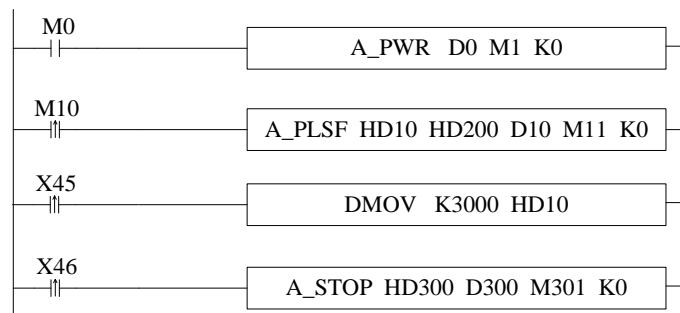 M0
A_PWR D0 M1 K0
M10
A_PLSF HD10 HD200 D10 M11 K0
X45
DMOV K3000 HD10
X46
A_STOP HD300 D300 M301 K0